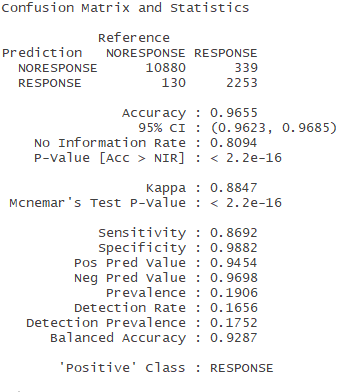 Confusion Matrix and Statistics
Reference
Prediction NORESPONSE RESPONSE
NORESPONSE 10880 339
RESPONSE 130 2253
Accuracy : 0.9655
95% CI : (0.9623, 0.9685)
No Information Rate : 0.8094
P-Value [Acc > NIR] : < 2.2e-16
Kappa : 0.8847
Mcnemar's Test P-Value : < 2.2e-16
Sensitivity : 0.8692
Specificity : 0.9882
Pos Pred Value : 0.9454
Neg Pred Value : 0.9698
Prevalence : 0.1906
Detection Rate : 0.1656
Detection Prevalence : 0.1752
Balanced Accuracy : 0.9287
'Positive' Class : RESPONSE